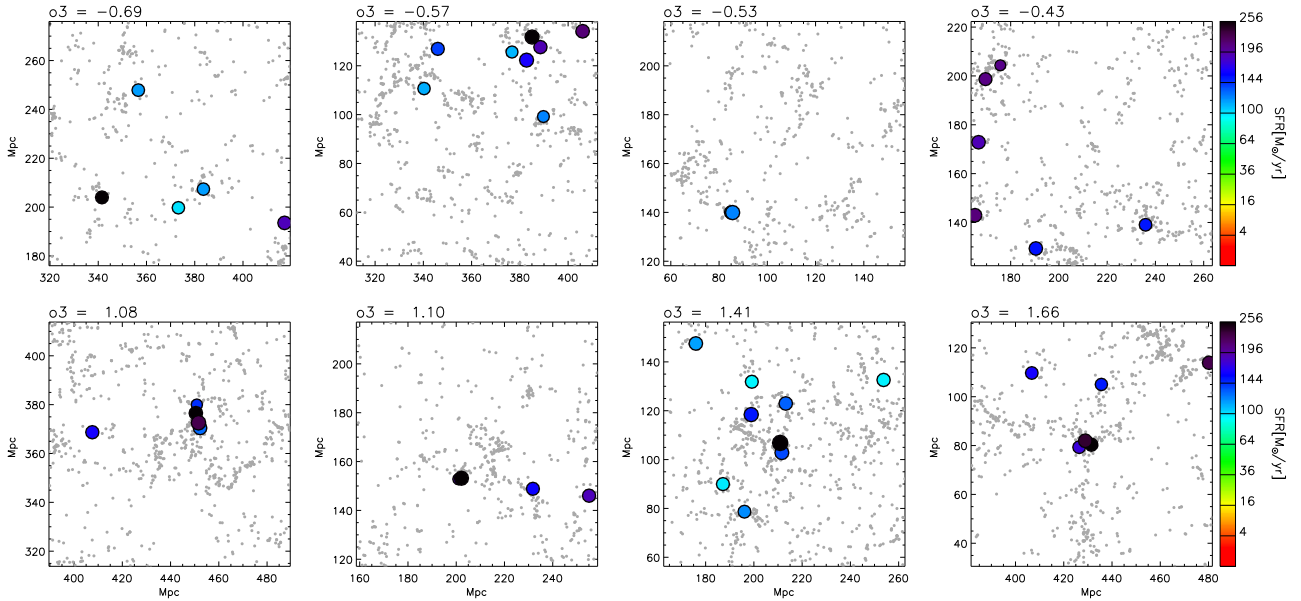 o3 = −0.69
260
240
220
200
180
Mpc
320 340 360 380 400
o3 = −0.57
120
100
80
60
40
Mpc
320 340 360 380 400
o3 = −0.53
200
180
160
140
120
Mpc
60 80 100 120 140
o3 = −0.43
220
200
180
160
140
Mpc
180 200 220 240 260
256
196
144
100
64
36
16
4
SFR[M⊙/yr]
o3 = 1.08
400
380
360
340
320
Mpc
400 420 440 460 480
Mpc
o3 = 1.10
200
180
160
140
120
Mpc
160 180 200 220 240
Mpc
o3 = 1.41
140
120
100
80
60
Mpc
180 200 220 240 260
Mpc
o3 = 1.66
120
100
80
60
40
Mpc
400 420 440 460 480
Mpc
256
196
144
100
64
36
16
4
SFR[M⊙/yr]